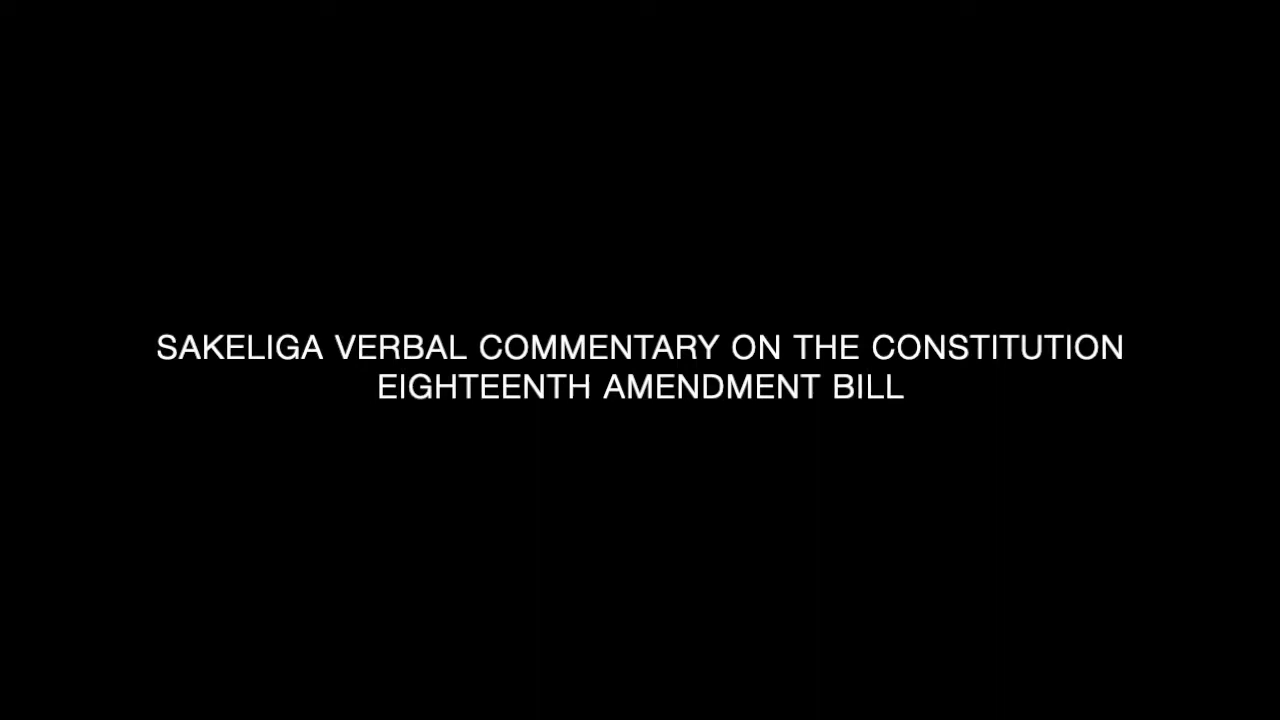 SAKELIGA VERBAL COMMENTARY ON THE CONSTITUTION
EIGHTEENTH AMENDMENT BILL